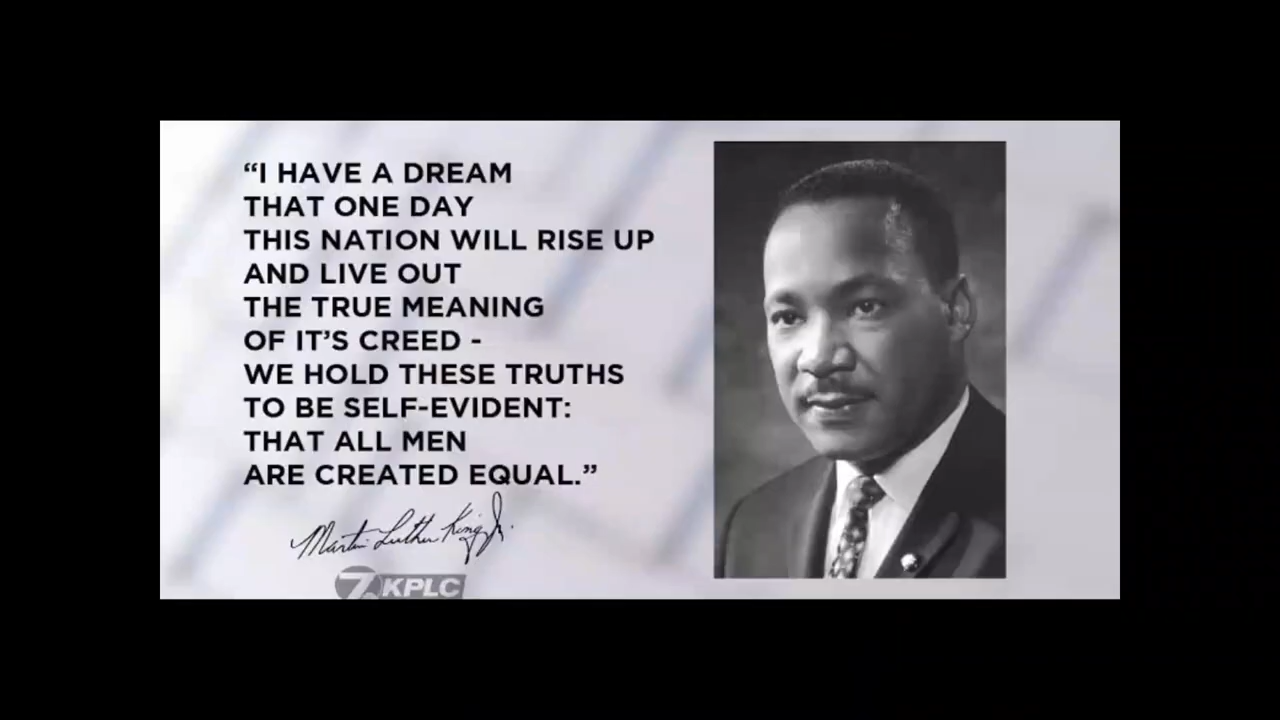 “I HAVE A DREAM
THAT ONE DAY
THIS NATION WILL RISE UP
AND LIVE OUT
THE TRUE MEANING
OF IT’S CREED -
WE HOLD THESE TRUTHS
TO BE SELF-EVIDENT:
THAT ALL MEN
ARE CREATED EQUAL.”
Martin Luther King Jr.
7 KPLC